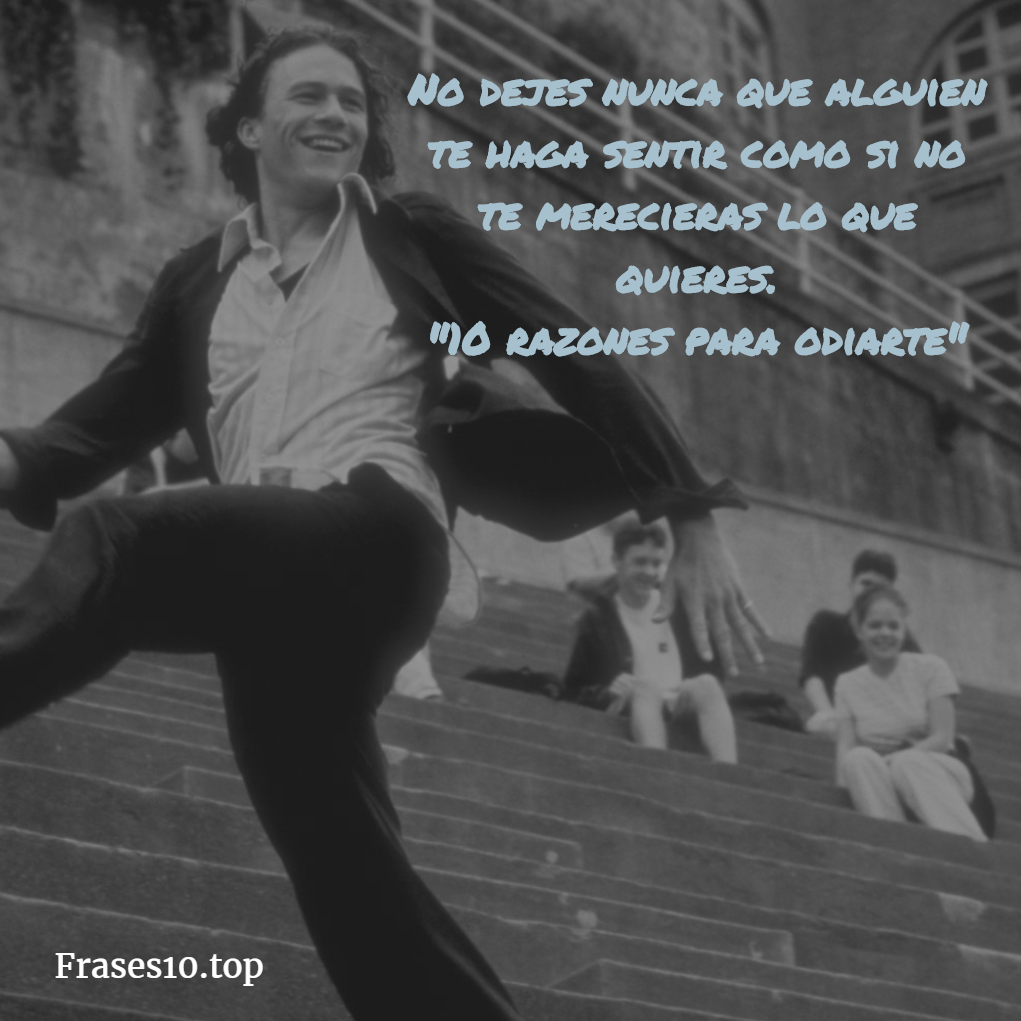 No dejes nunca que alguien
te haga sentir como si no
te merecieras lo que
quieres.
"10 razones para odiarte"
Frases10.top